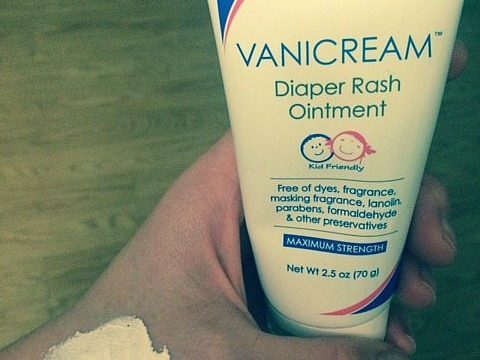 VANICREAM™
Diaper Rash
Ointment
Kid Friendly
Free of dyes, fragrance,
masking fragrance, lanolin,
parabens, formaldehyde
& other preservatives
MAXIMUM STRENGTH
Net Wt 2.5 oz (70 g)